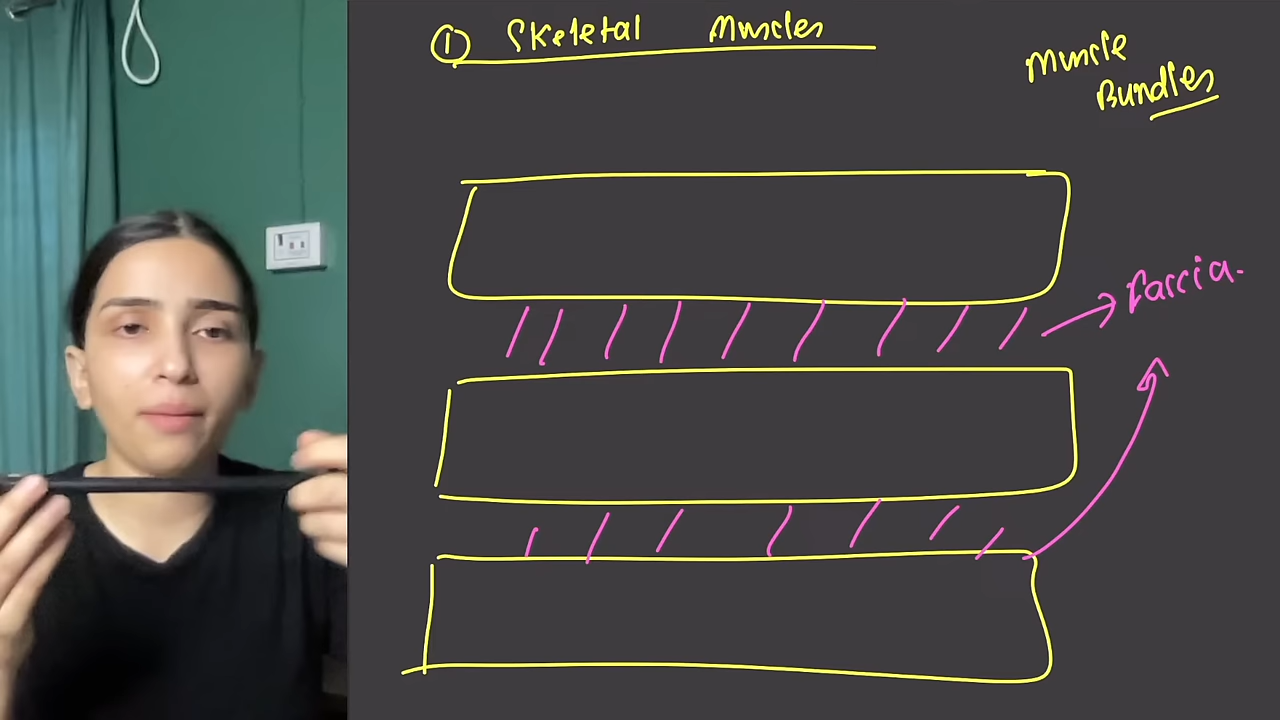 ① Skeletal Muscles
Muscle
Bundles
→ fascia.